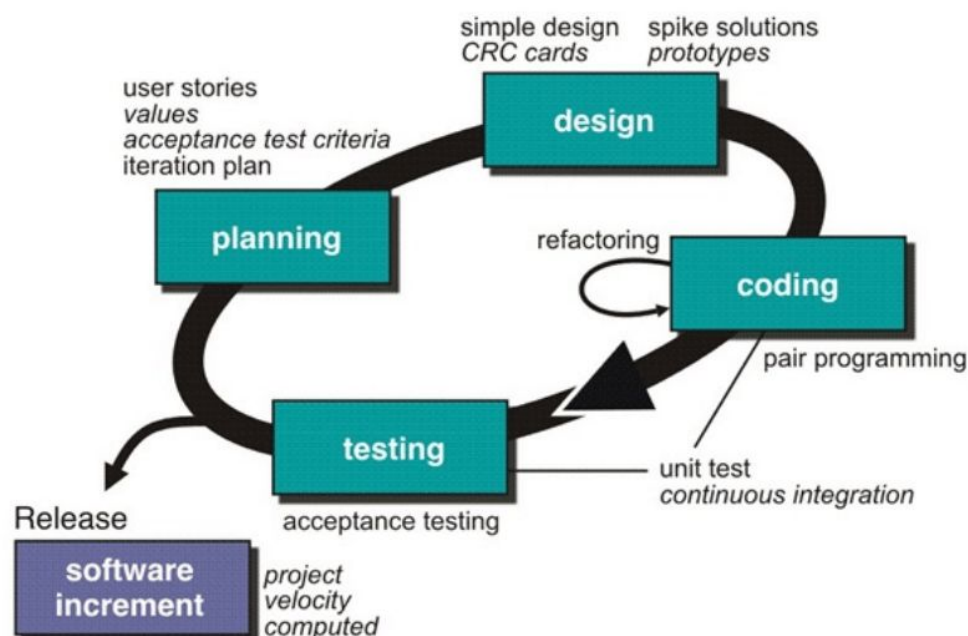 simple design
CRC cards
spike solutions
prototypes
user stories
values
acceptance test criteria
iteration plan
design
planning
refactoring
coding
pair programming
testing
unit test
continuous integration
acceptance testing
Release
software
increment
project
velocity
computed